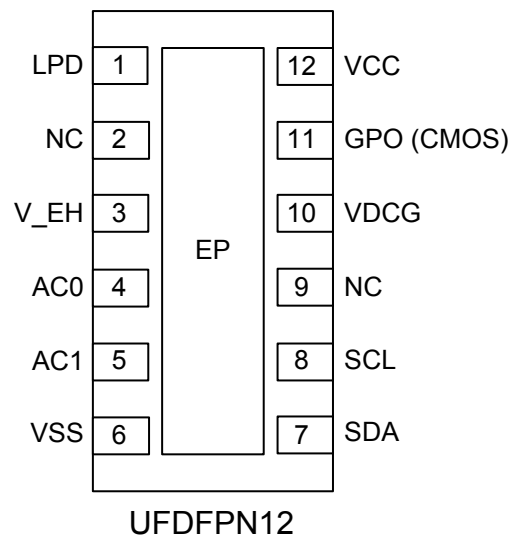 LPD 1 12 VCC
NC 2 11 GPO (CMOS)
V_EH 3 10 VDCG
EP
AC0 4 9 NC
AC1 5 8 SCL
VSS 6 7 SDA
UFDFPN12